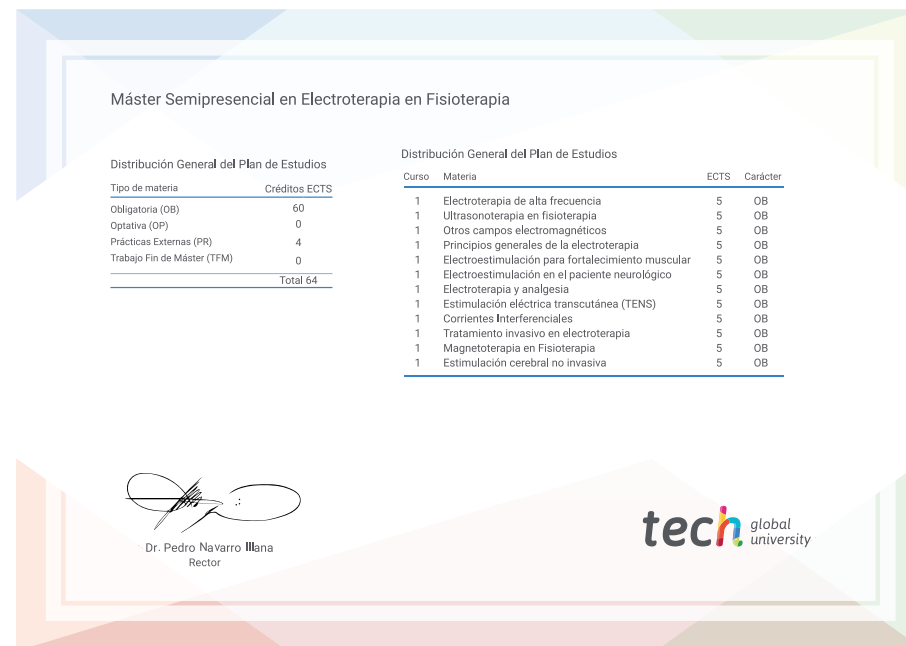 Máster Semipresencial en Electroterapia en Fisioterapia
Distribución General del Plan de Estudios
Tipo de materia Créditos ECTS
Obligatoria (OB) 60
Optativa (OP) 0
Prácticas Externas (PR) 4
Trabajo Fin de Máster (TFM) 0
Total 64
Distribución General del Plan de Estudios
Curso Materia ECTS Carácter
1 Electroterapia de alta frecuencia 5 OB
1 Ultrasonoterapia en fisioterapia 5 OB
1 Otros campos electromagnéticos 5 OB
1 Principios generales de la electroterapia 5 OB
1 Electroestimulación para fortalecimiento muscular 5 OB
1 Electroestimulación en el paciente neurológico 5 OB
1 Electroterapia y analgesia 5 OB
1 Estimulación eléctrica transcutánea (TENS) 5 OB
1 Corrientes Interferenciales 5 OB
1 Tratamiento invasivo en electroterapia 5 OB
1 Magnetoterapia en Fisioterapia 5 OB
1 Estimulación cerebral no invasiva 5 OB
Dr. Pedro Navarro Illana
Rector
tech global
university